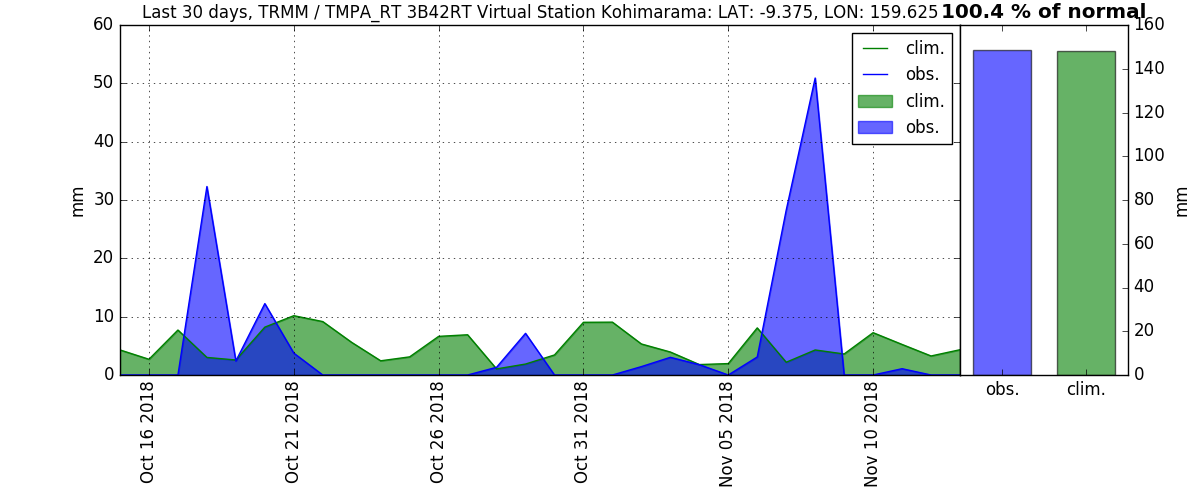 Last 30 days, TRMM / TMPA_RT 3B42RT Virtual Station Kohimarama: LAT: -9.375, LON: 159.625
100.4 % of normal
60
50
40
30
20
10
0
mm
Oct 16 2018
Oct 21 2018
Oct 26 2018
Oct 31 2018
Nov 05 2018
Nov 10 2018
clim.
obs.
clim.
obs.
160
140
120
100
80
60
40
20
0
mm
obs.
clim.